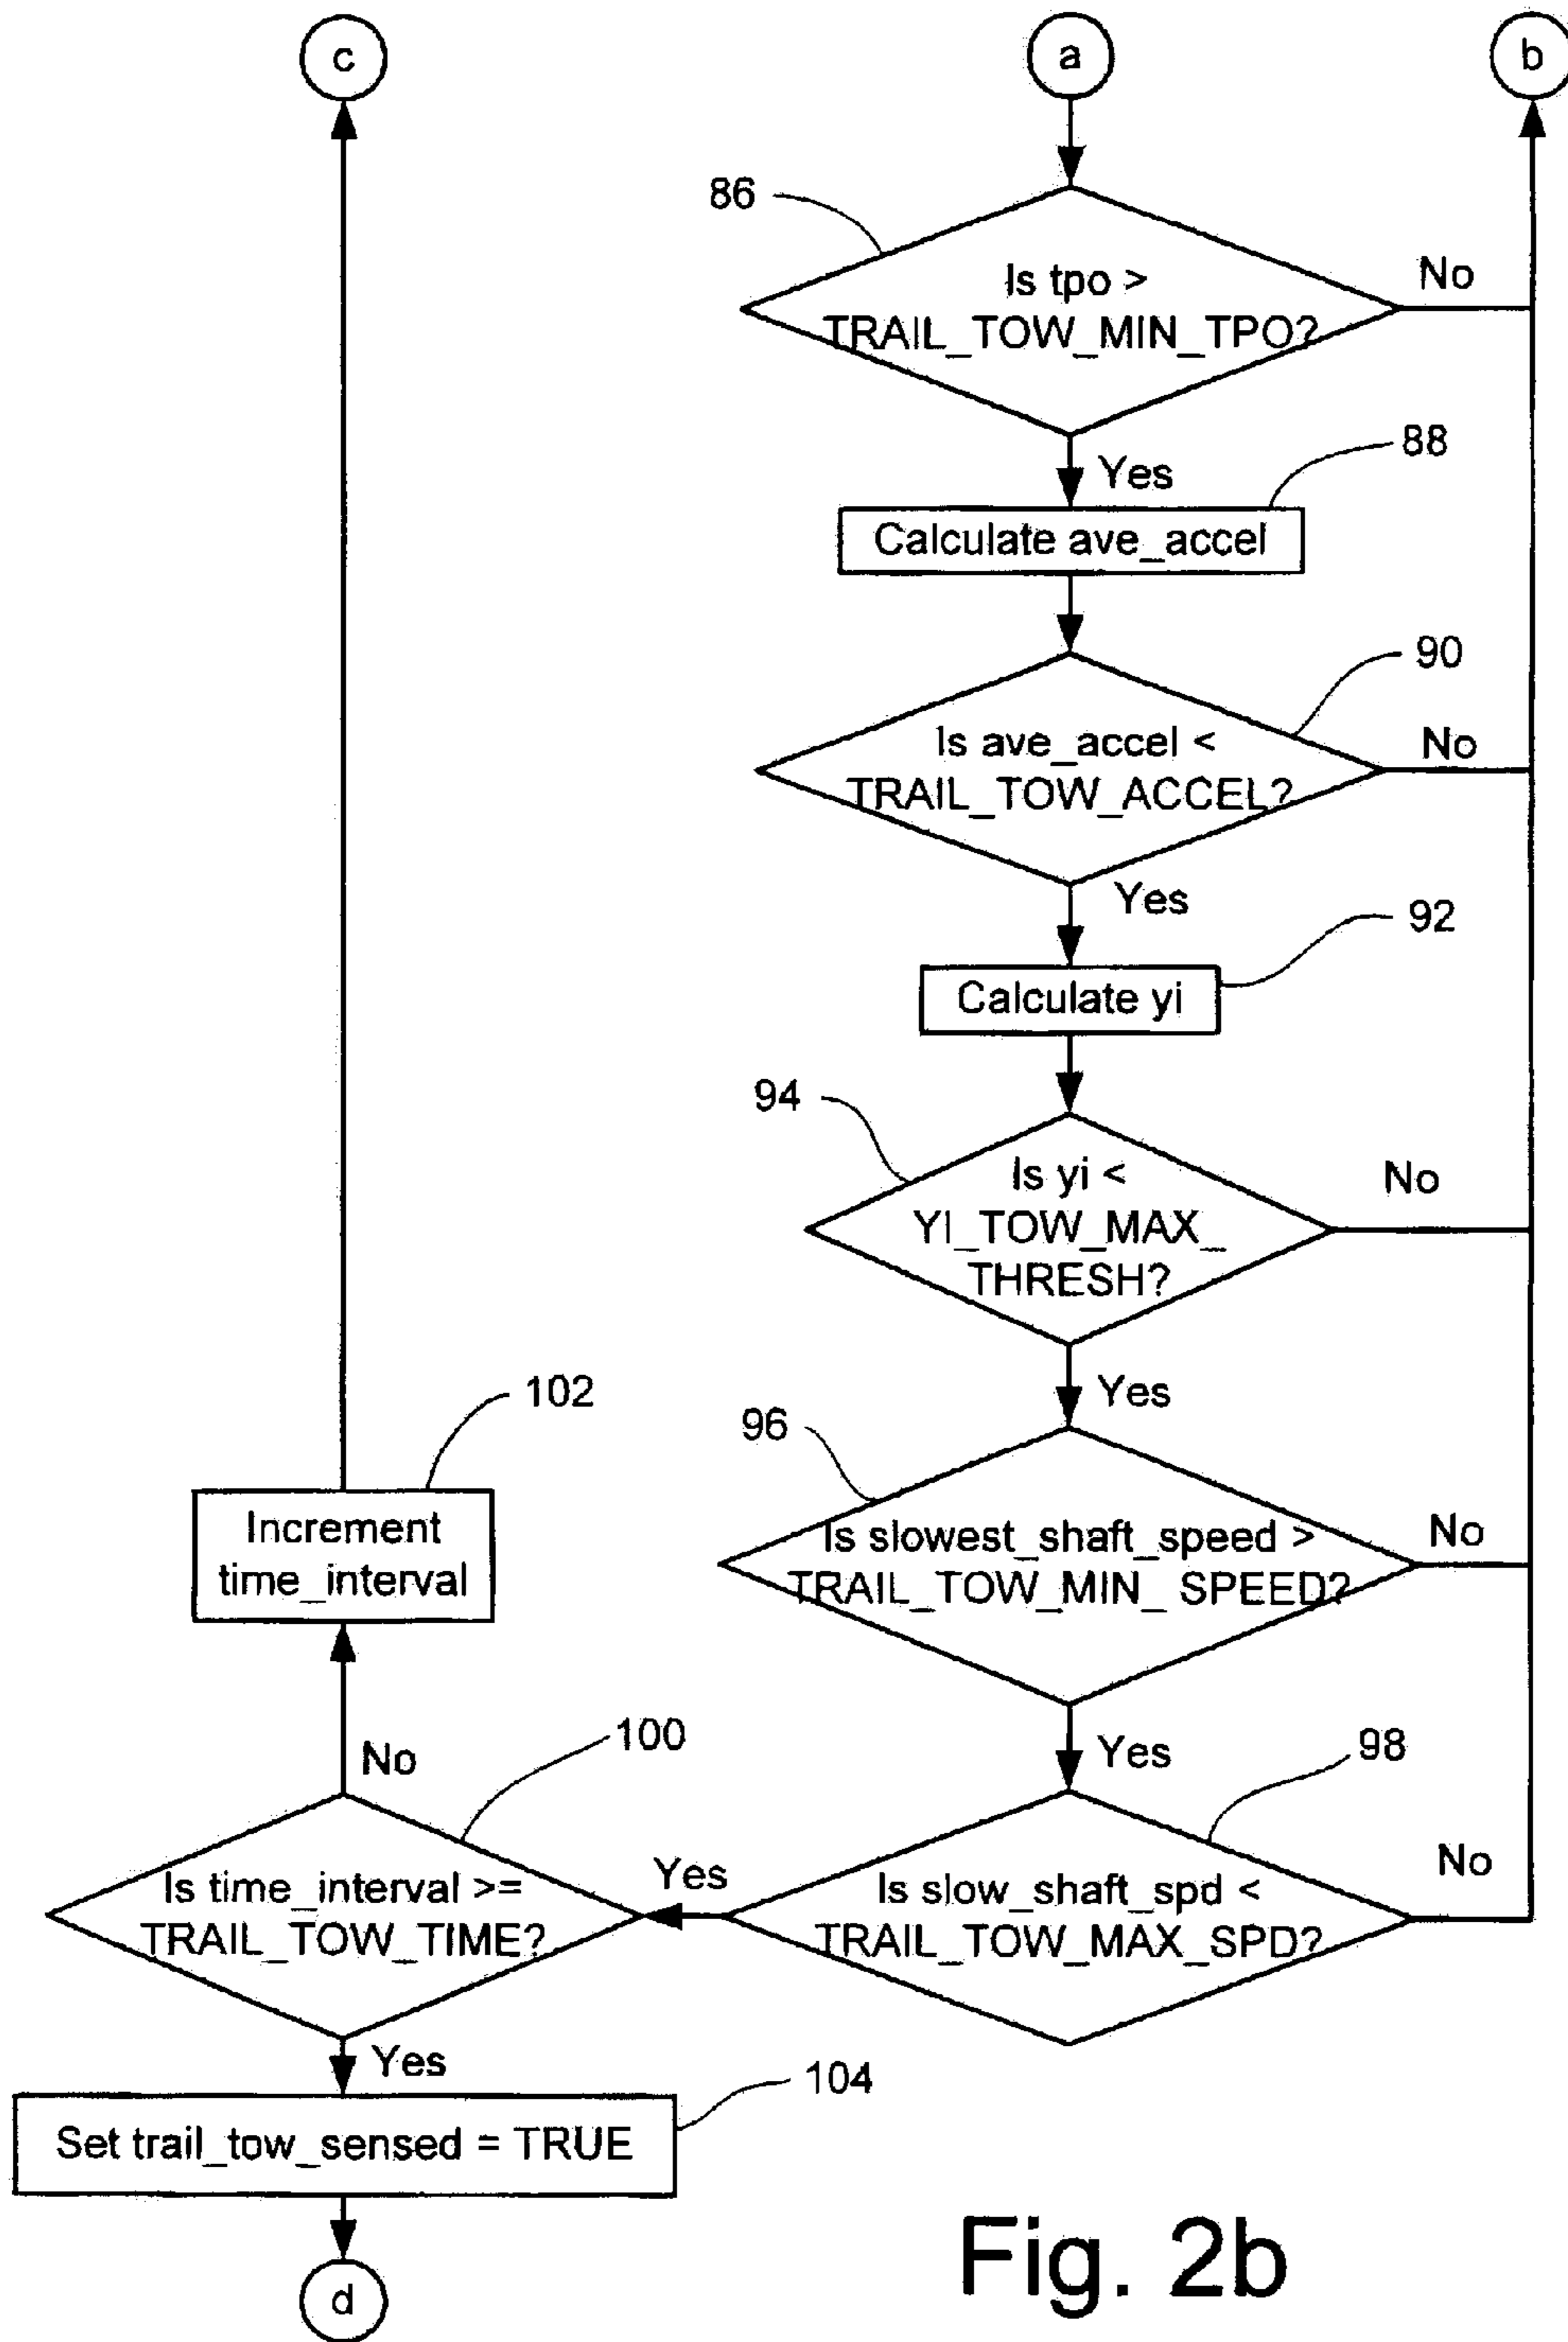 c
a
b
86
Is tpo >
TRAIL_TOW_MIN_TPO?
No
Yes
88
Calculate ave_accel
90
Is ave_accel <
TRAIL_TOW_ACCEL?
No
Yes
92
Calculate yi
94
Is yi <
YI_TOW_MAX_
THRESH?
No
Yes
96
Is slowest_shaft_speed >
TRAIL_TOW_MIN_ SPEED?
No
Yes
98
Is slow_shaft_spd <
TRAIL_TOW_MAX_SPD?
No
Yes
100
Is time_interval >=
TRAIL_TOW_TIME?
No
102
Increment
time_interval
Yes
104
Set trail_tow_sensed = TRUE
d
Fig. 2b